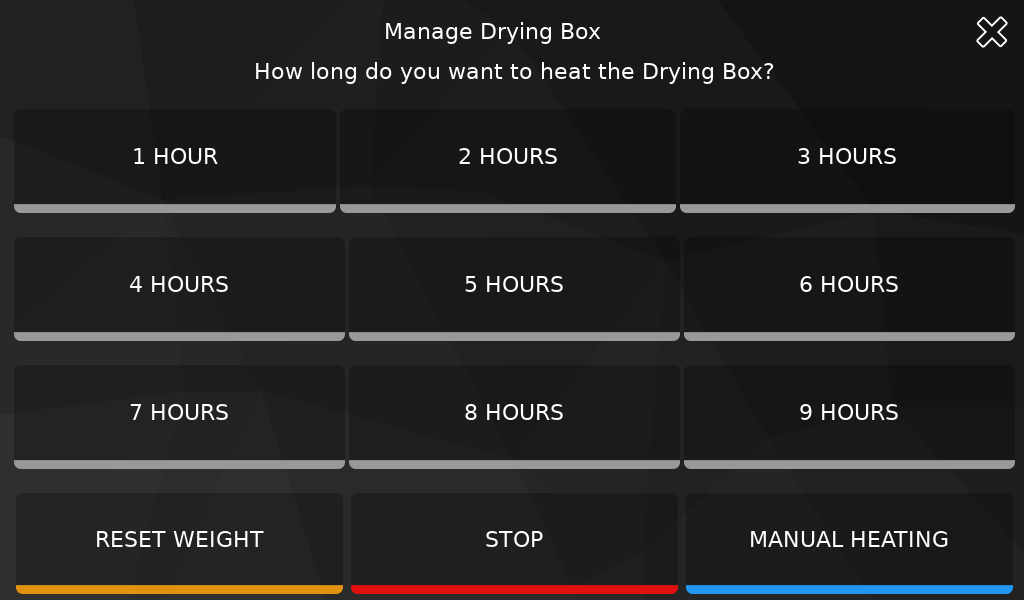 Manage Drying Box
How long do you want to heat the Drying Box?
1 HOUR
2 HOURS
3 HOURS
4 HOURS
5 HOURS
6 HOURS
7 HOURS
8 HOURS
9 HOURS
RESET WEIGHT
STOP
MANUAL HEATING